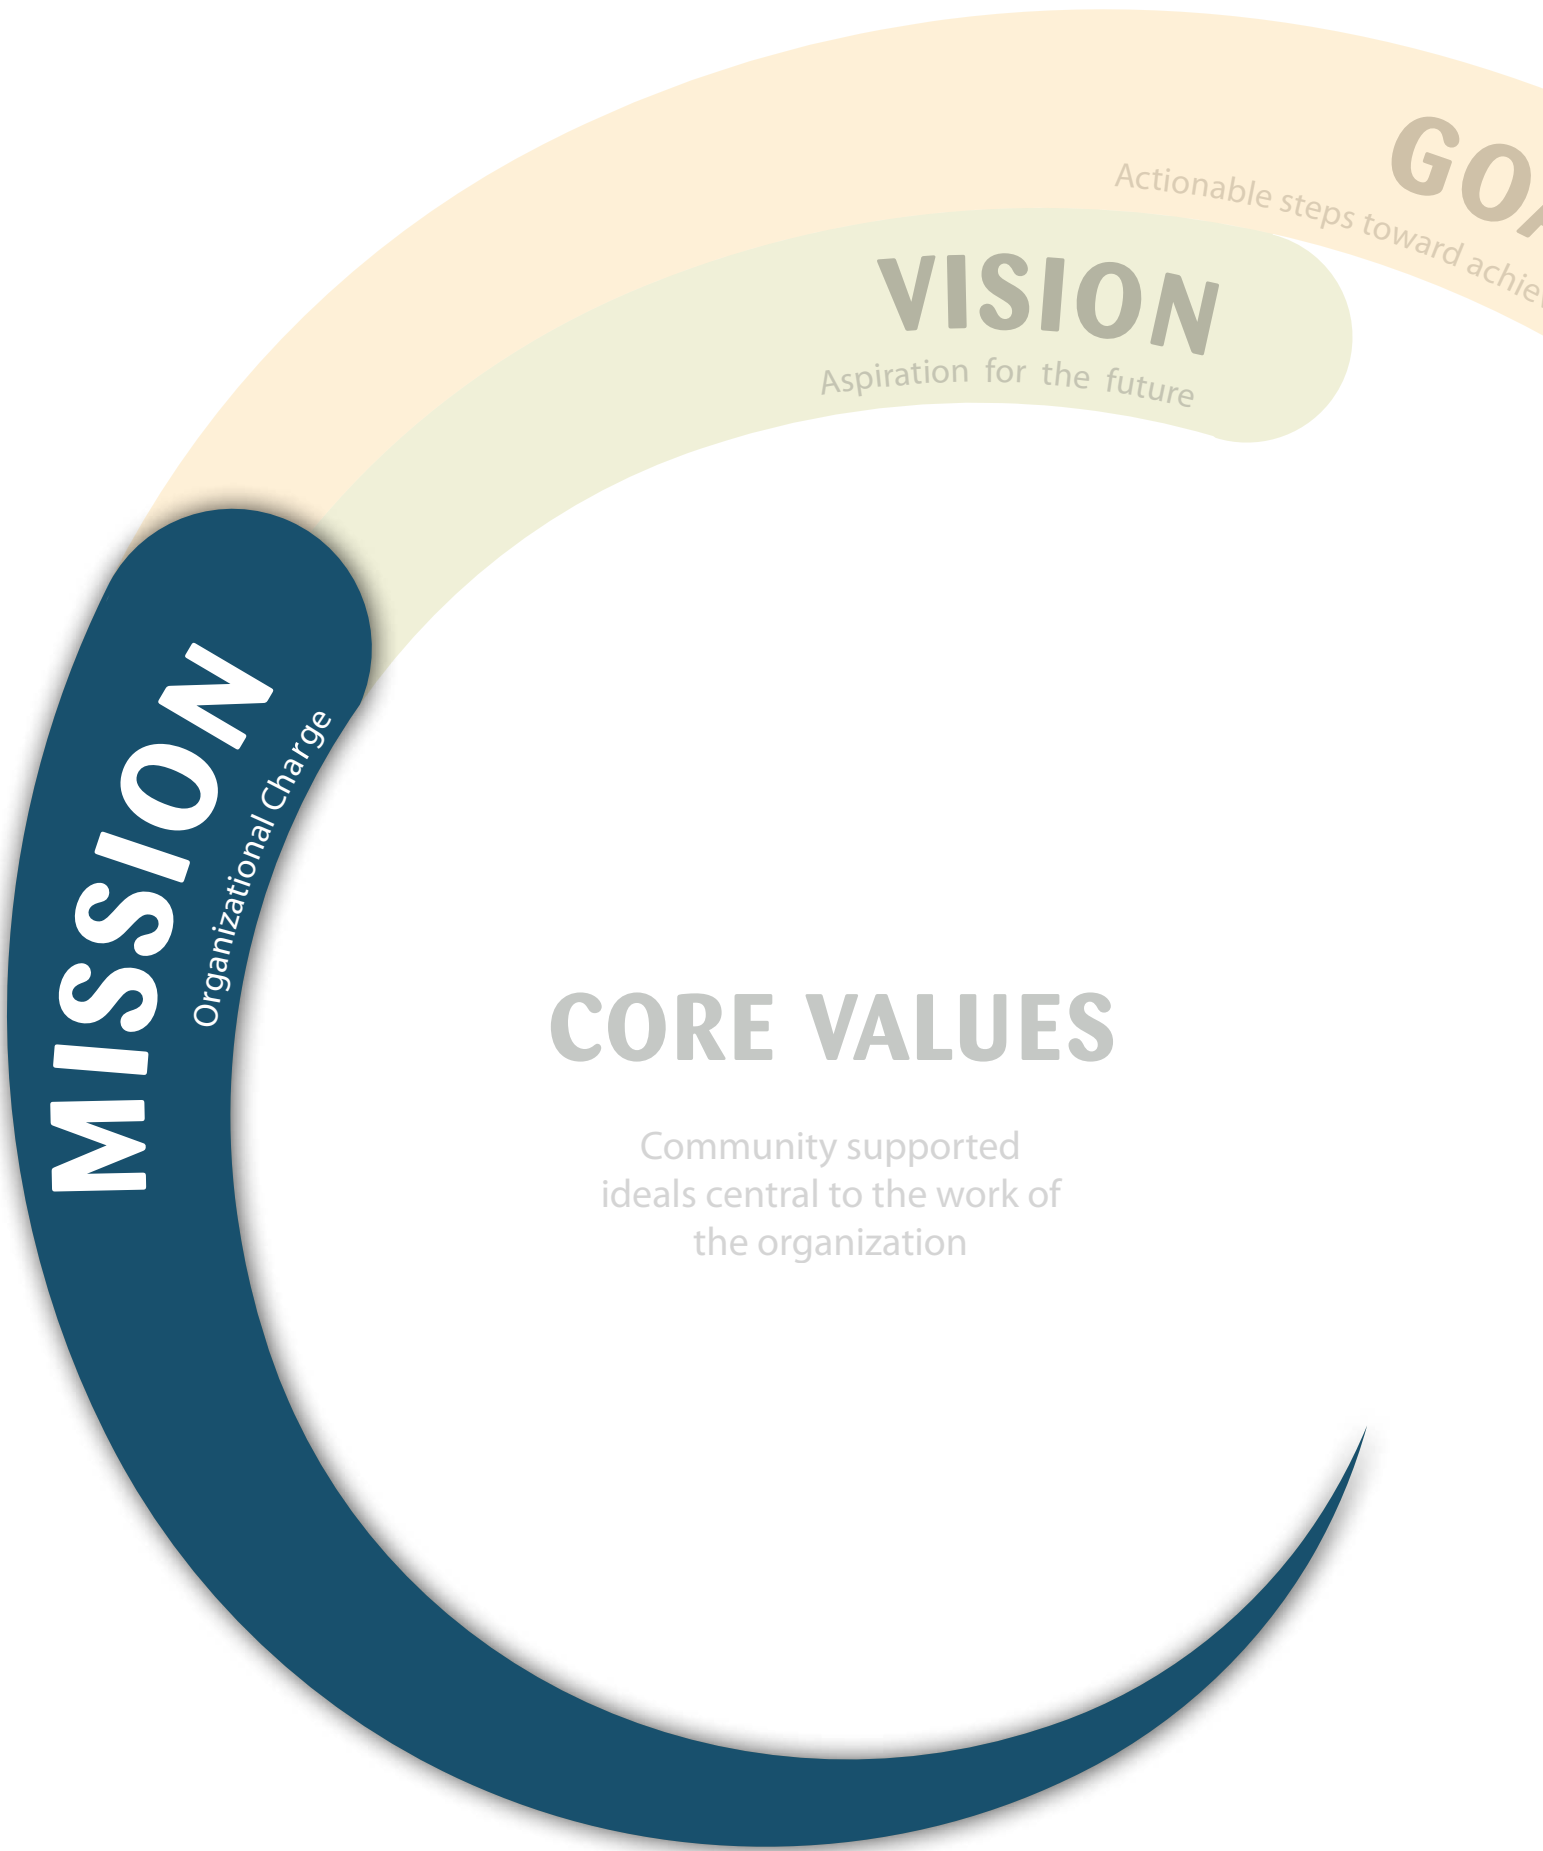 GOA
Actionable steps toward achie
VISION
Aspiration for the future
MISSION
Organizational Charge
CORE VALUES
Community supported
ideals central to the work of
the organization